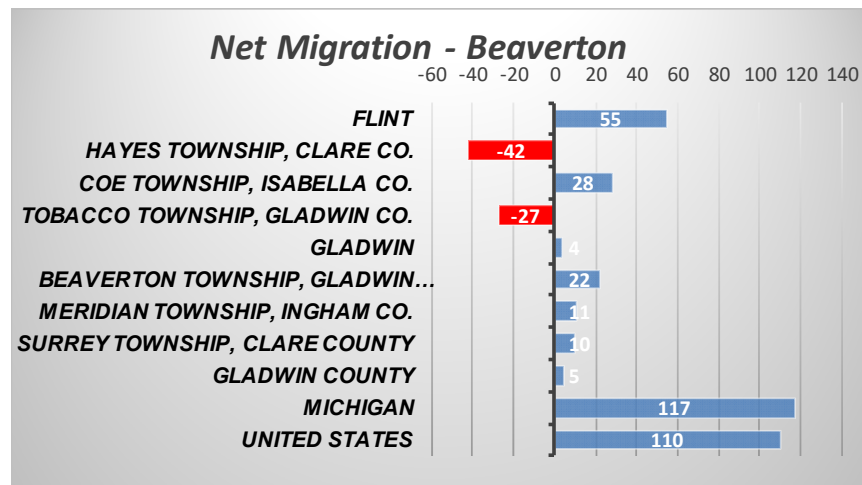 Net Migration - Beaverton
-60 -40 -20 0 20 40 60 80 100 120 140
FLINT 55
HAYES TOWNSHIP, CLARE CO. -42
COE TOWNSHIP, ISABELLA CO. 28
TOBACCO TOWNSHIP, GLADWIN CO. -27
GLADWIN 4
BEAVERTON TOWNSHIP, GLADWIN... 22
MERIDIAN TOWNSHIP, INGHAM CO. 11
SURREY TOWNSHIP, CLARE COUNTY 10
GLADWIN COUNTY 5
MICHIGAN 117
UNITED STATES 110